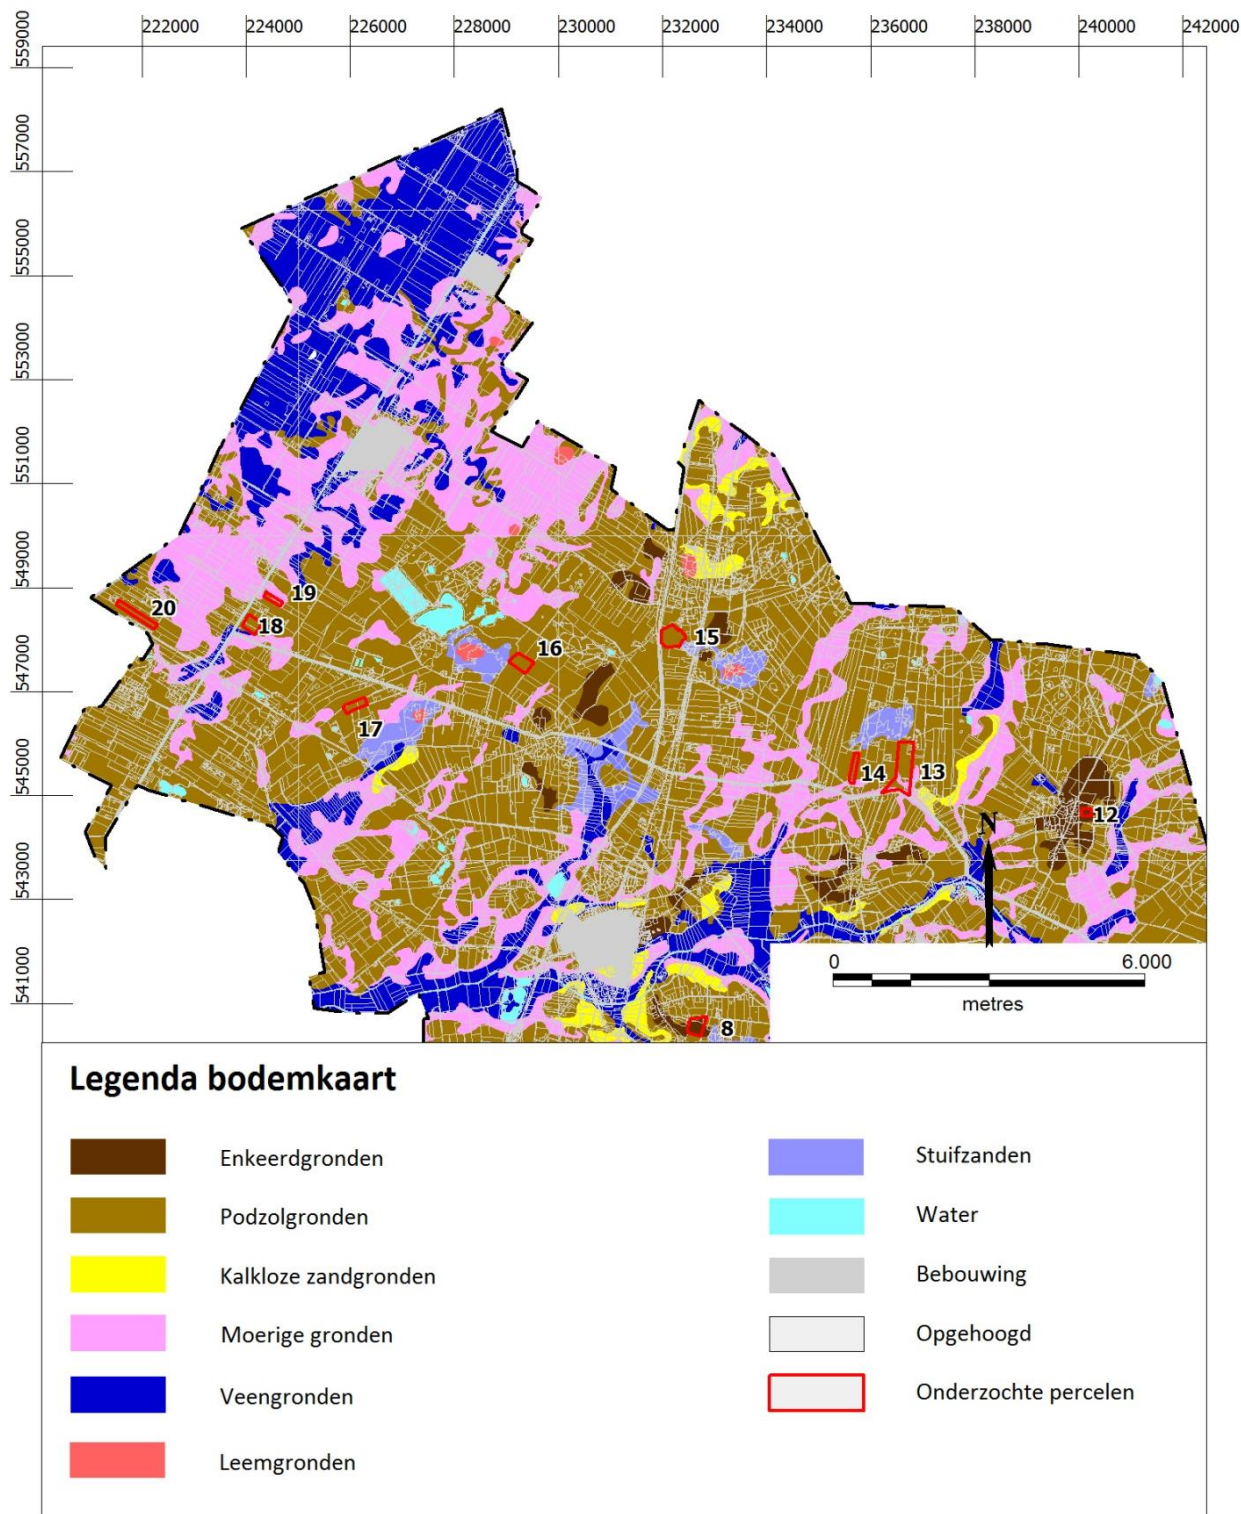 222000 224000 226000 228000 230000 232000 234000 236000 238000 240000 242000
559000
557000
555000
553000
551000
549000
547000
545000
543000
541000
20
19
18
17
16
15
14
13
12
8
N
0 6.000
metres
Legenda bodemkaart
Enkeerdgronden
Podzolgronden
Kalkloze zandgronden
Moerige gronden
Veengronden
Leemgronden
Stuifzanden
Water
Bebouwing
Opgehoogd
Onderzochte percelen